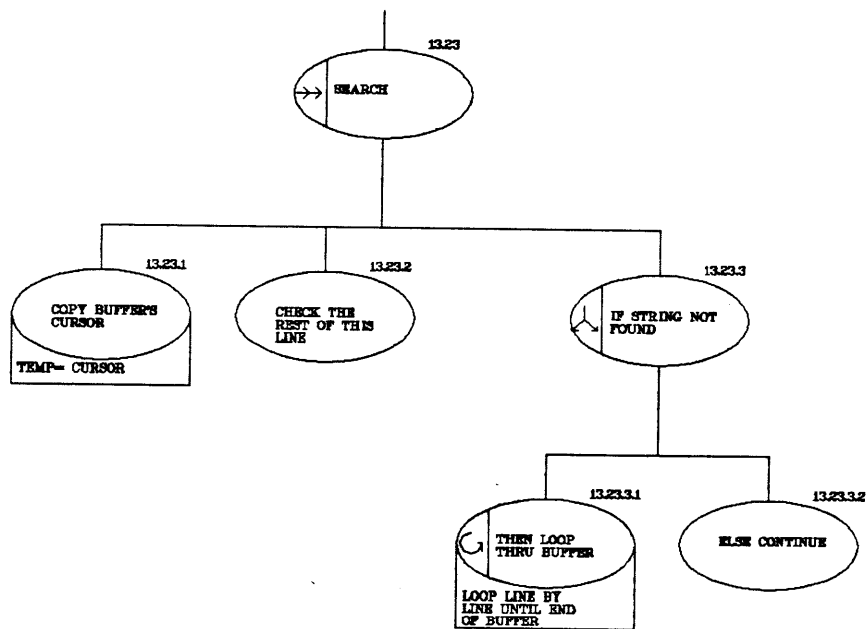 13.23
SEARCH
13.23.1
COPY BUFFER'S
CURSOR
TEMP= CURSOR
13.23.2
CHECK THE
REST OF THIS
LINE
13.23.3
IF STRING NOT
FOUND
13.23.3.1
THEN LOOP
THRU BUFFER
LOOP LINE BY
LINE UNTIL END
OF BUFFER
13.23.3.2
ELSE CONTINUE